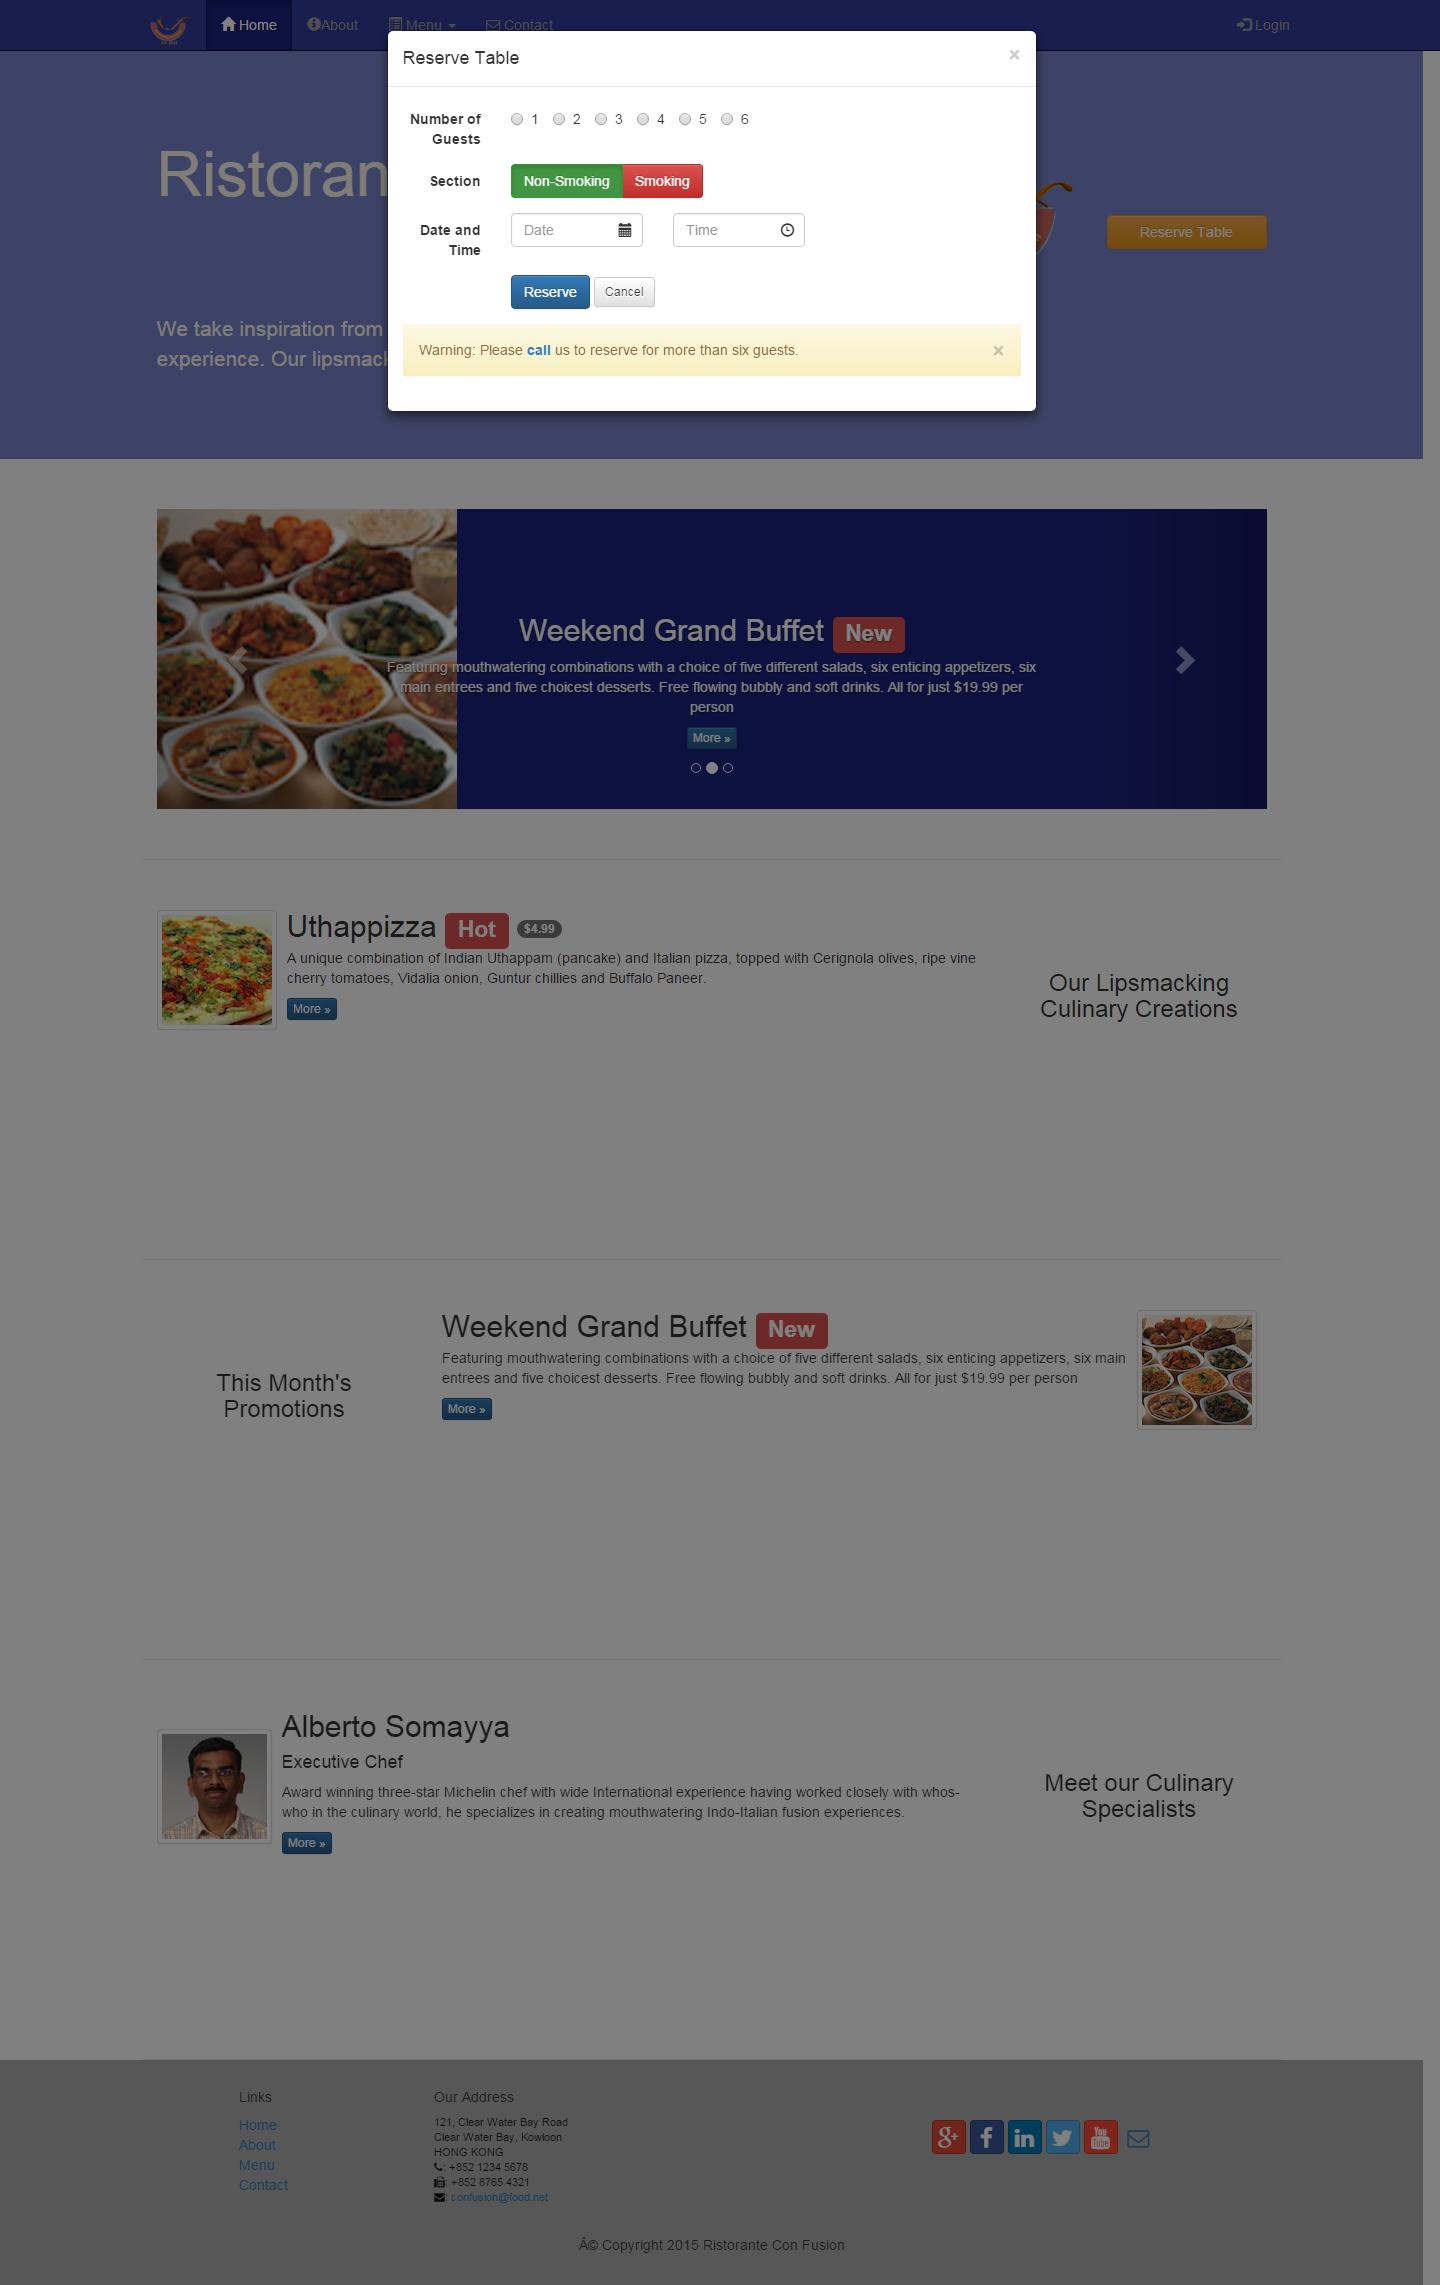 Home About Menu Contact Login
Reserve Table ×
Number of Guests 1 2 3 4 5 6
Section Non-Smoking Smoking
Date and Time Date Time
Reserve Cancel
Warning: Please call us to reserve for more than six guests. ×
Ristoran
Reserve Table
We take inspiration from
experience. Our lipsmac
Weekend Grand Buffet New
Featuring mouthwatering combinations with a choice of five different salads, six enticing appetizers, six
main entrees and five choicest desserts. Free flowing bubbly and soft drinks. All for just $19.99 per
person
More »
Uthappizza Hot $4.99
A unique combination of Indian Uthappam (pancake) and Italian pizza, topped with Cerignola olives, ripe vine
cherry tomatoes, Vidalia onion, Guntur chillies and Buffalo Paneer.
More »
Our Lipsmacking
Culinary Creations
This Month's
Promotions
Weekend Grand Buffet New
Featuring mouthwatering combinations with a choice of five different salads, six enticing appetizers, six main
entrees and five choicest desserts. Free flowing bubbly and soft drinks. All for just $19.99 per person
More »
Alberto Somayya
Executive Chef
Award winning three-star Michelin chef with wide International experience having worked closely with whos-
who in the culinary world, he specializes in creating mouthwatering Indo-Italian fusion experiences.
More »
Meet our Culinary
Specialists
Links
Home
About
Menu
Contact
Our Address
121, Clear Water Bay Road
Clear Water Bay, Kowloon
HONG KONG
: +852 1234 5678
: +852 8765 4321
: confusion@food.net
g+ f in You Tube
Â© Copyright 2015 Ristorante Con Fusion